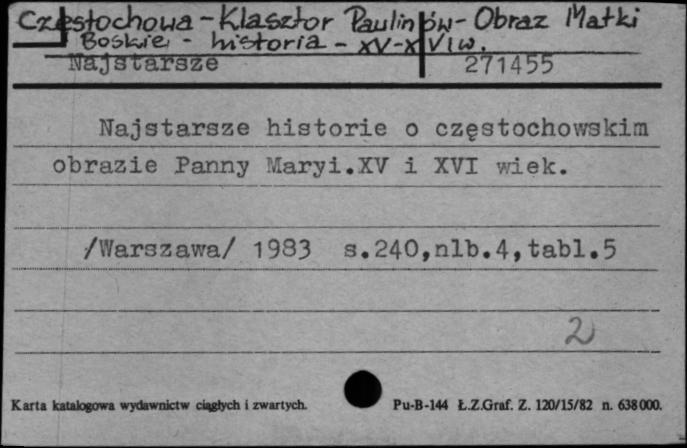 Częstochowa - Klasztor Paulinów - Obraz Matki
Boskiej - historia - XV-XVI w.
Najstarsze 271455
Najstarsze historie o częstochowskim
obrazie Panny Maryi.XV i XVI wiek.
/Warszawa/ 1983 s.240,nlb.4,tabl.5
2
Karta katalogowa wydawnictw ciągłych i zwartych. Pu-B-144 Ł.Z.Graf. Z. 120/15/82 n. 638000.